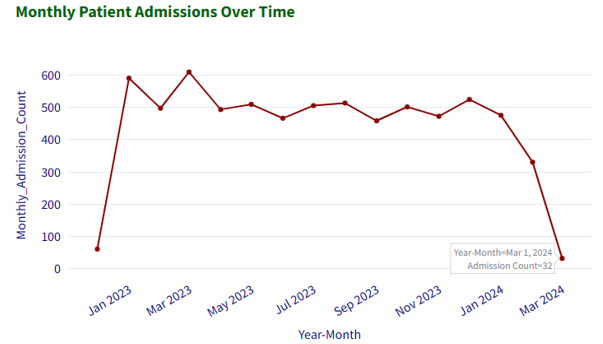 Monthly Patient Admissions Over Time
Monthly_Admission_Count
600
500
400
300
200
100
0
Year-Month=Mar 1, 2024
Admission Count=32
Jan 2023
Mar 2023
May 2023
Jul 2023
Sep 2023
Nov 2023
Jan 2024
Mar 2024
Year-Month